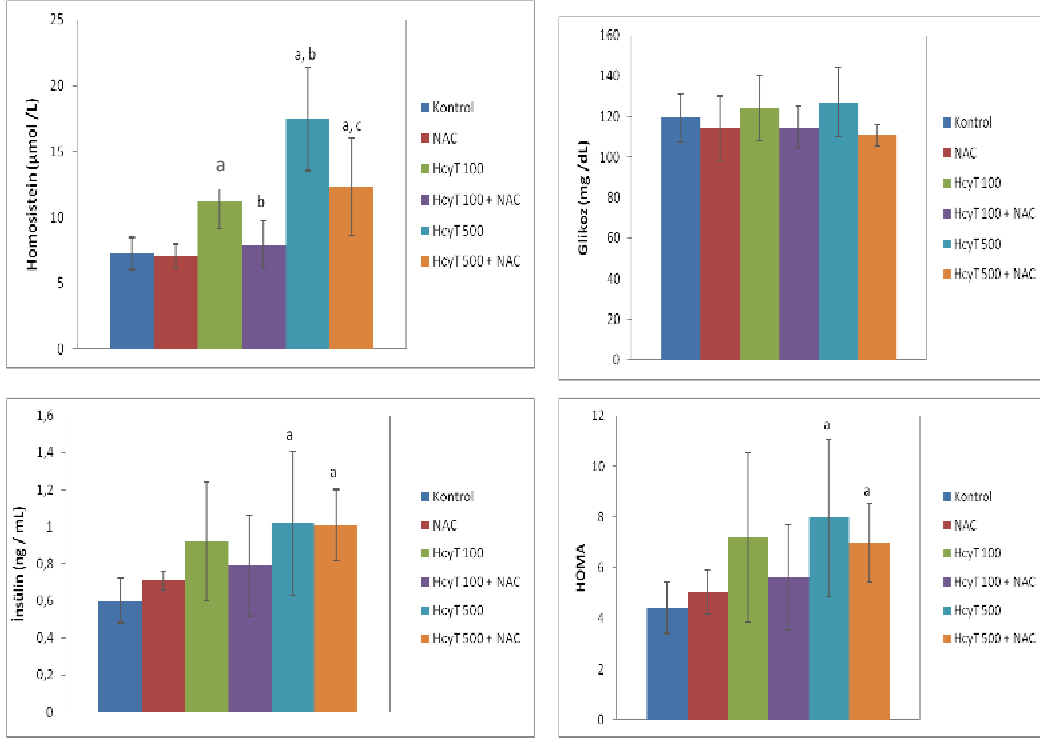 25
20
15
10
5
0
Homosistein (µmol /L)
a
b
a, b
a, c
Kontrol
NAC
HcyT 100
HcyT 100 + NAC
HcyT 500
HcyT 500 + NAC
160
140
120
100
80
60
40
20
0
Glikoz (mg /dL)
Kontrol
NAC
HcyT 100
HcyT 100 + NAC
HcyT 500
HcyT 500 + NAC
1,6
1,4
1,2
1
0,8
0,6
0,4
0,2
0
İnsülin (ng / mL)
a
a
Kontrol
NAC
HcyT 100
HcyT 100 + NAC
HcyT 500
HcyT 500 + NAC
12
10
8
6
4
2
0
HOMA
a
a
Kontrol
NAC
HcyT 100
HcyT 100 + NAC
HcyT 500
HcyT 500 + NAC